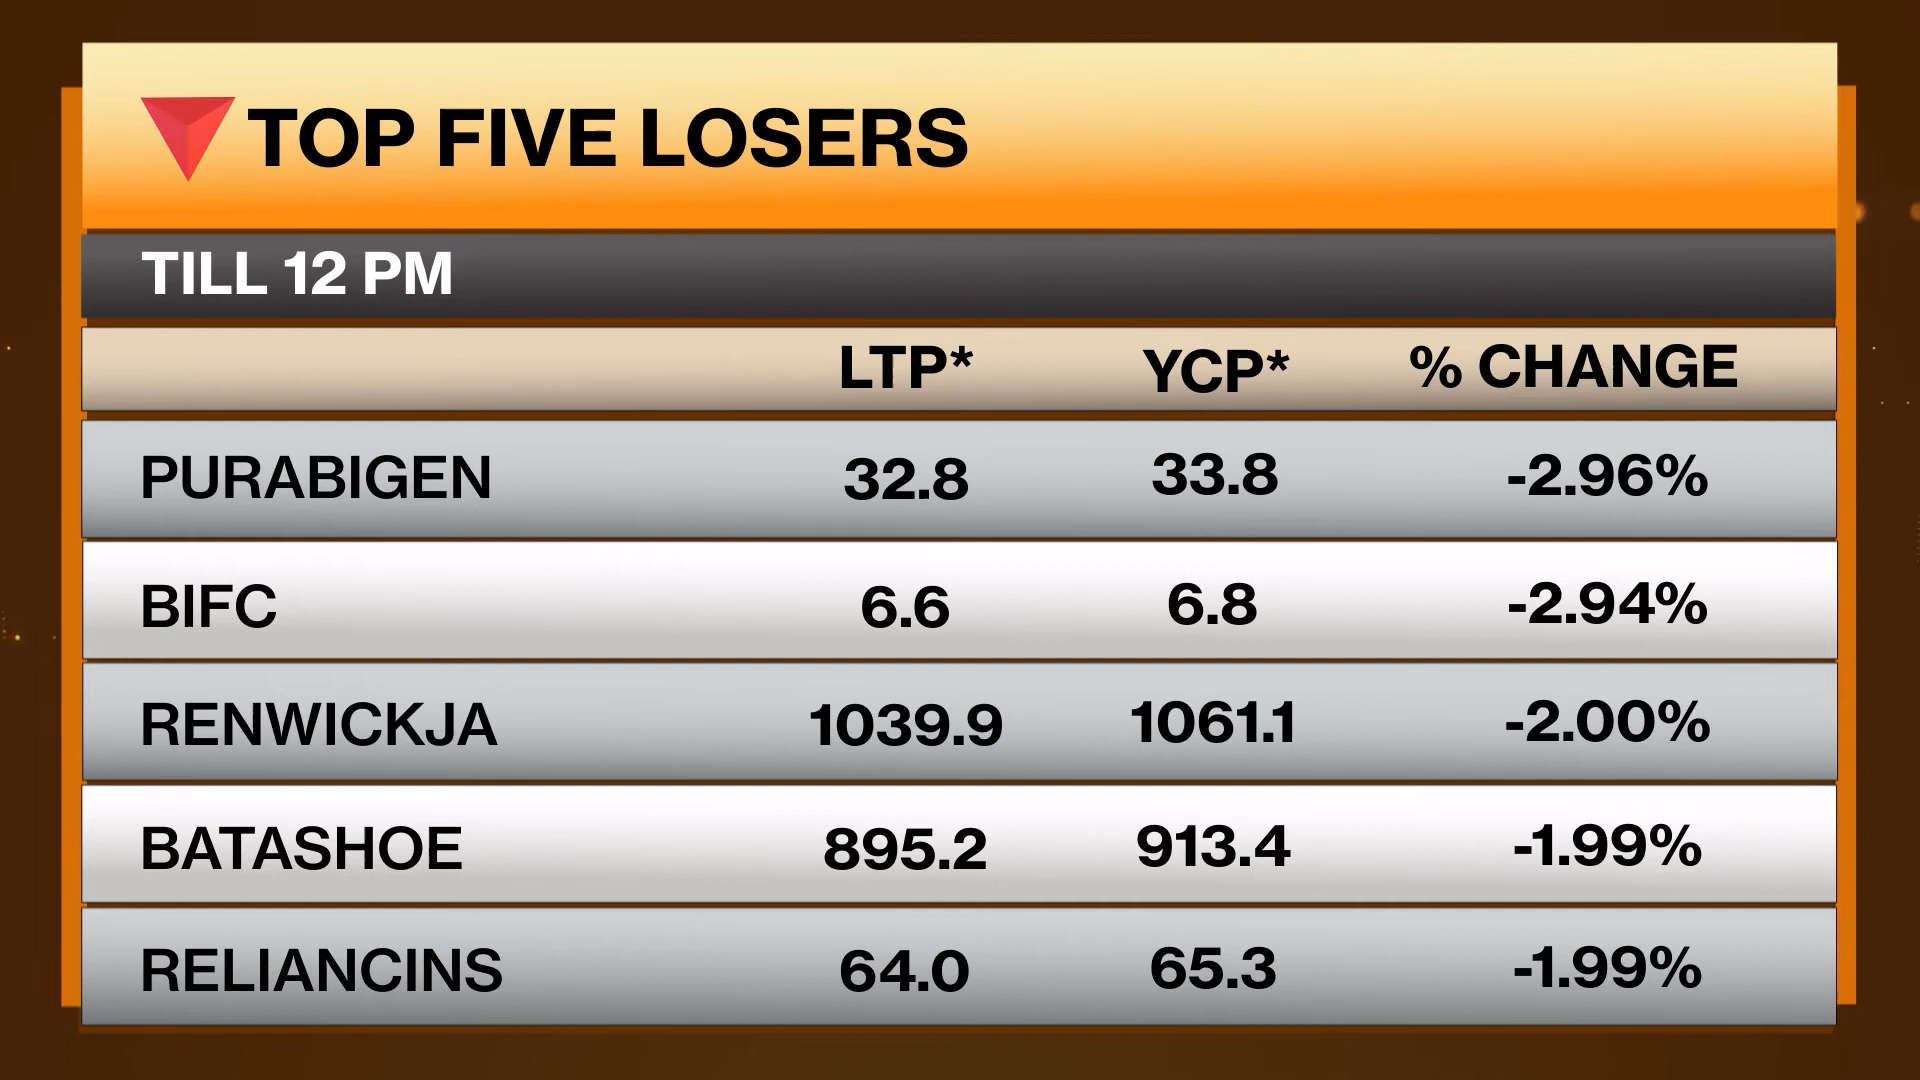 TOP FIVE LOSERS
TILL 12 PM
LTP* YCP* % CHANGE
PURABIGEN 32.8 33.8 -2.96%
BIFC 6.6 6.8 -2.94%
RENWICKJA 1039.9 1061.1 -2.00%
BATASHOE 895.2 913.4 -1.99%
RELIANCINS 64.0 65.3 -1.99%